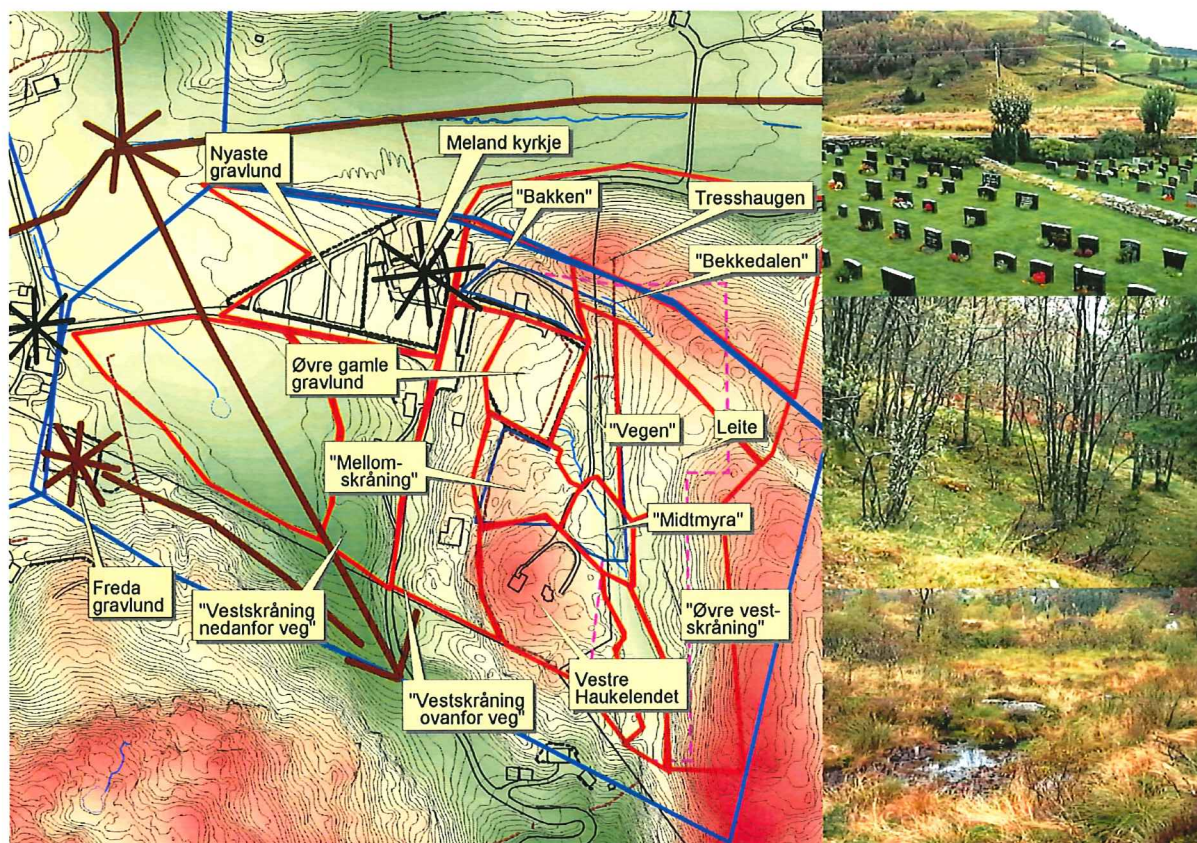 Nyaste
gravlund
Meland kyrkje
"Bakken"
Tresshaugen
"Bekkedalen"
Øvre gamle
gravlund
"Vegen"
Leite
"Mellom-
skråning"
"Midtmyra"
Freda
gravlund
"Vestskråning
nedanfor veg"
"Øvre vest-
skråning"
"Vestskråning
ovanfor veg"
Vestre
Haukelendet